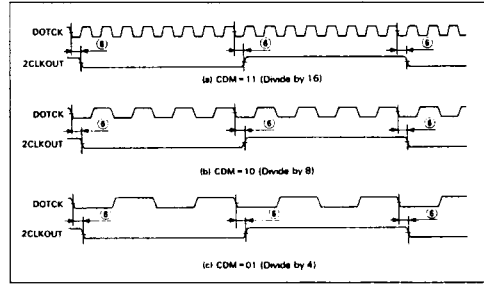 DOTCK
⑥ ⑥ ⑥
2CLKOUT
(a) CDM = 11 (Divide by 16)
DOTCK
⑥ ⑥ ⑥
2CLKOUT
(b) CDM = 10 (Divide by 8)
DOTCK
⑥ ⑥ ⑥
2CLKOUT
(c) CDM = 01 (Divide by 4)